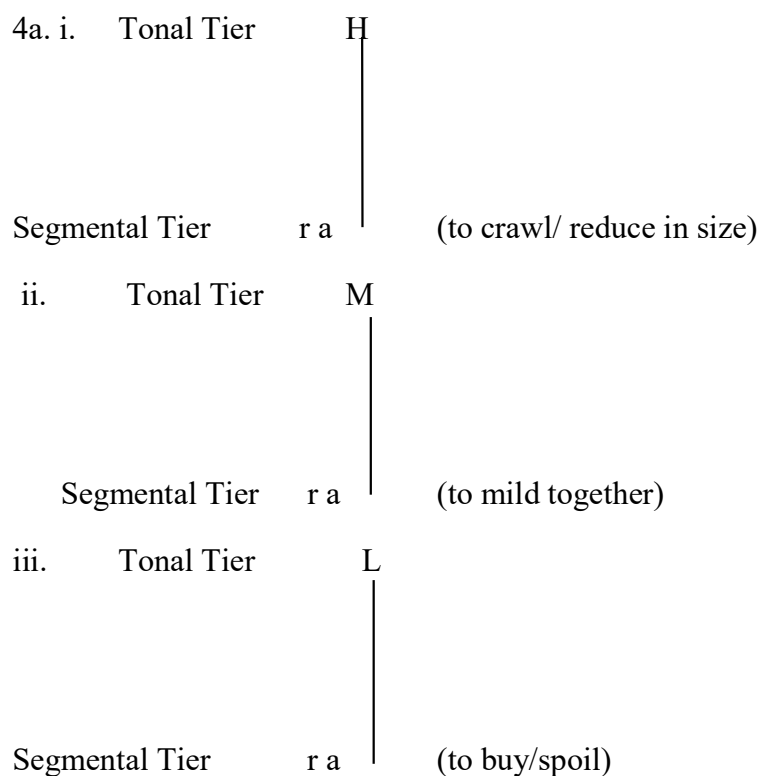 4a. i. Tonal Tier H
Segmental Tier r a (to crawl/ reduce in size)
ii. Tonal Tier M
Segmental Tier r a (to mild together)
iii. Tonal Tier L
Segmental Tier r a (to buy/spoil)